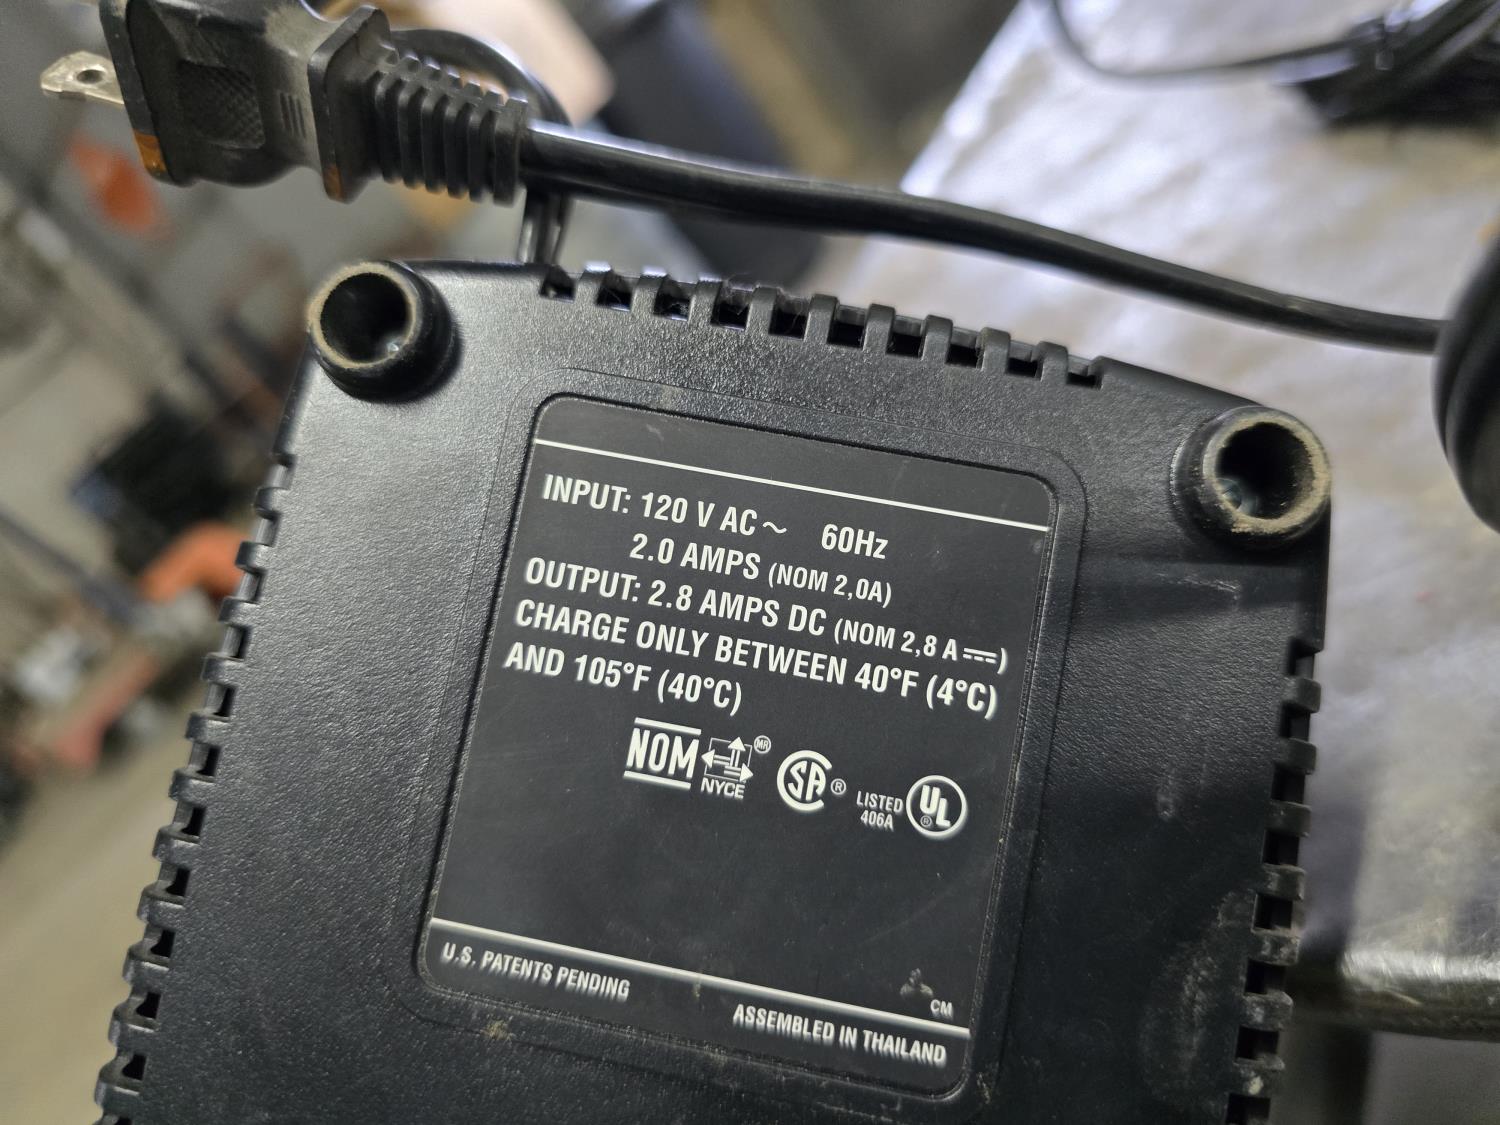 INPUT: 120 V AC ~ 60Hz
2.0 AMPS (NOM 2,0A)
OUTPUT: 2.8 AMPS DC (NOM 2,8 A⎓)
CHARGE ONLY BETWEEN 40°F (4°C)
AND 105°F (40°C)
NOM MR
NYCE
SA ®
LISTED
406A
UL ®
U.S. PATENTS PENDING
CM
ASSEMBLED IN THAILAND